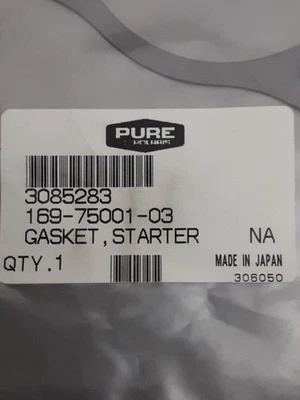 PURE
POLARIS
3085283
169-75001-03
GASKET, STARTER NA
QTY.1 MADE IN JAPAN
306050